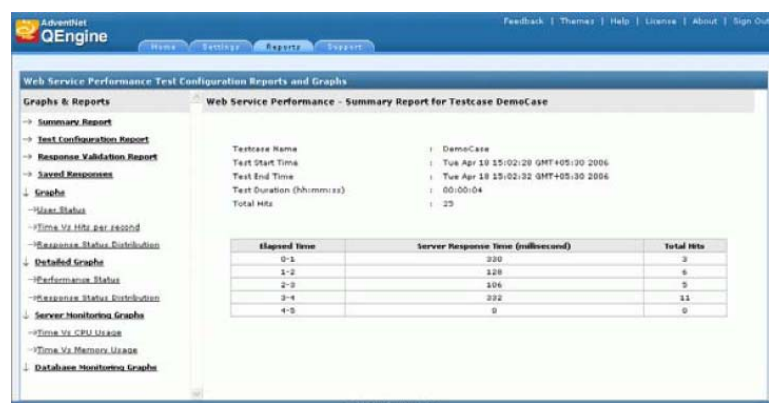 AdventNet
QEngine
Feedback | Themes | Help | License | About | Sign Out
Home Settings Reports Support
Web Service Performance Test Configuration Reports and Graphs
Graphs & Reports
Web Service Performance - Summary Report for Testcase DemoCase
Summary Report
Test Configuration Report
Response Validation Report
Saved Responses
Graphs
User Status
Time Vs Hits per second
Response Status Distribution
Detailed Graphs
Performance Status
Response Status Distribution
Server Monitoring Graphs
Time Vs CPU Usage
Time Vs Memory Usage
Database Monitoring Graphs
Testcase Name : DemoCase
Test Start Time : Tue Apr 18 15:02:28 GMT+05:30 2006
Test End Time : Tue Apr 18 15:02:32 GMT+05:30 2006
Test Duration (hh:mm:ss) : 00:00:04
Total Hits : 25
Elapsed Time Server Response Time (millisecond) Total Hits
0-1 330 3
1-2 128 6
2-3 106 5
3-4 332 11
4-5 0 0